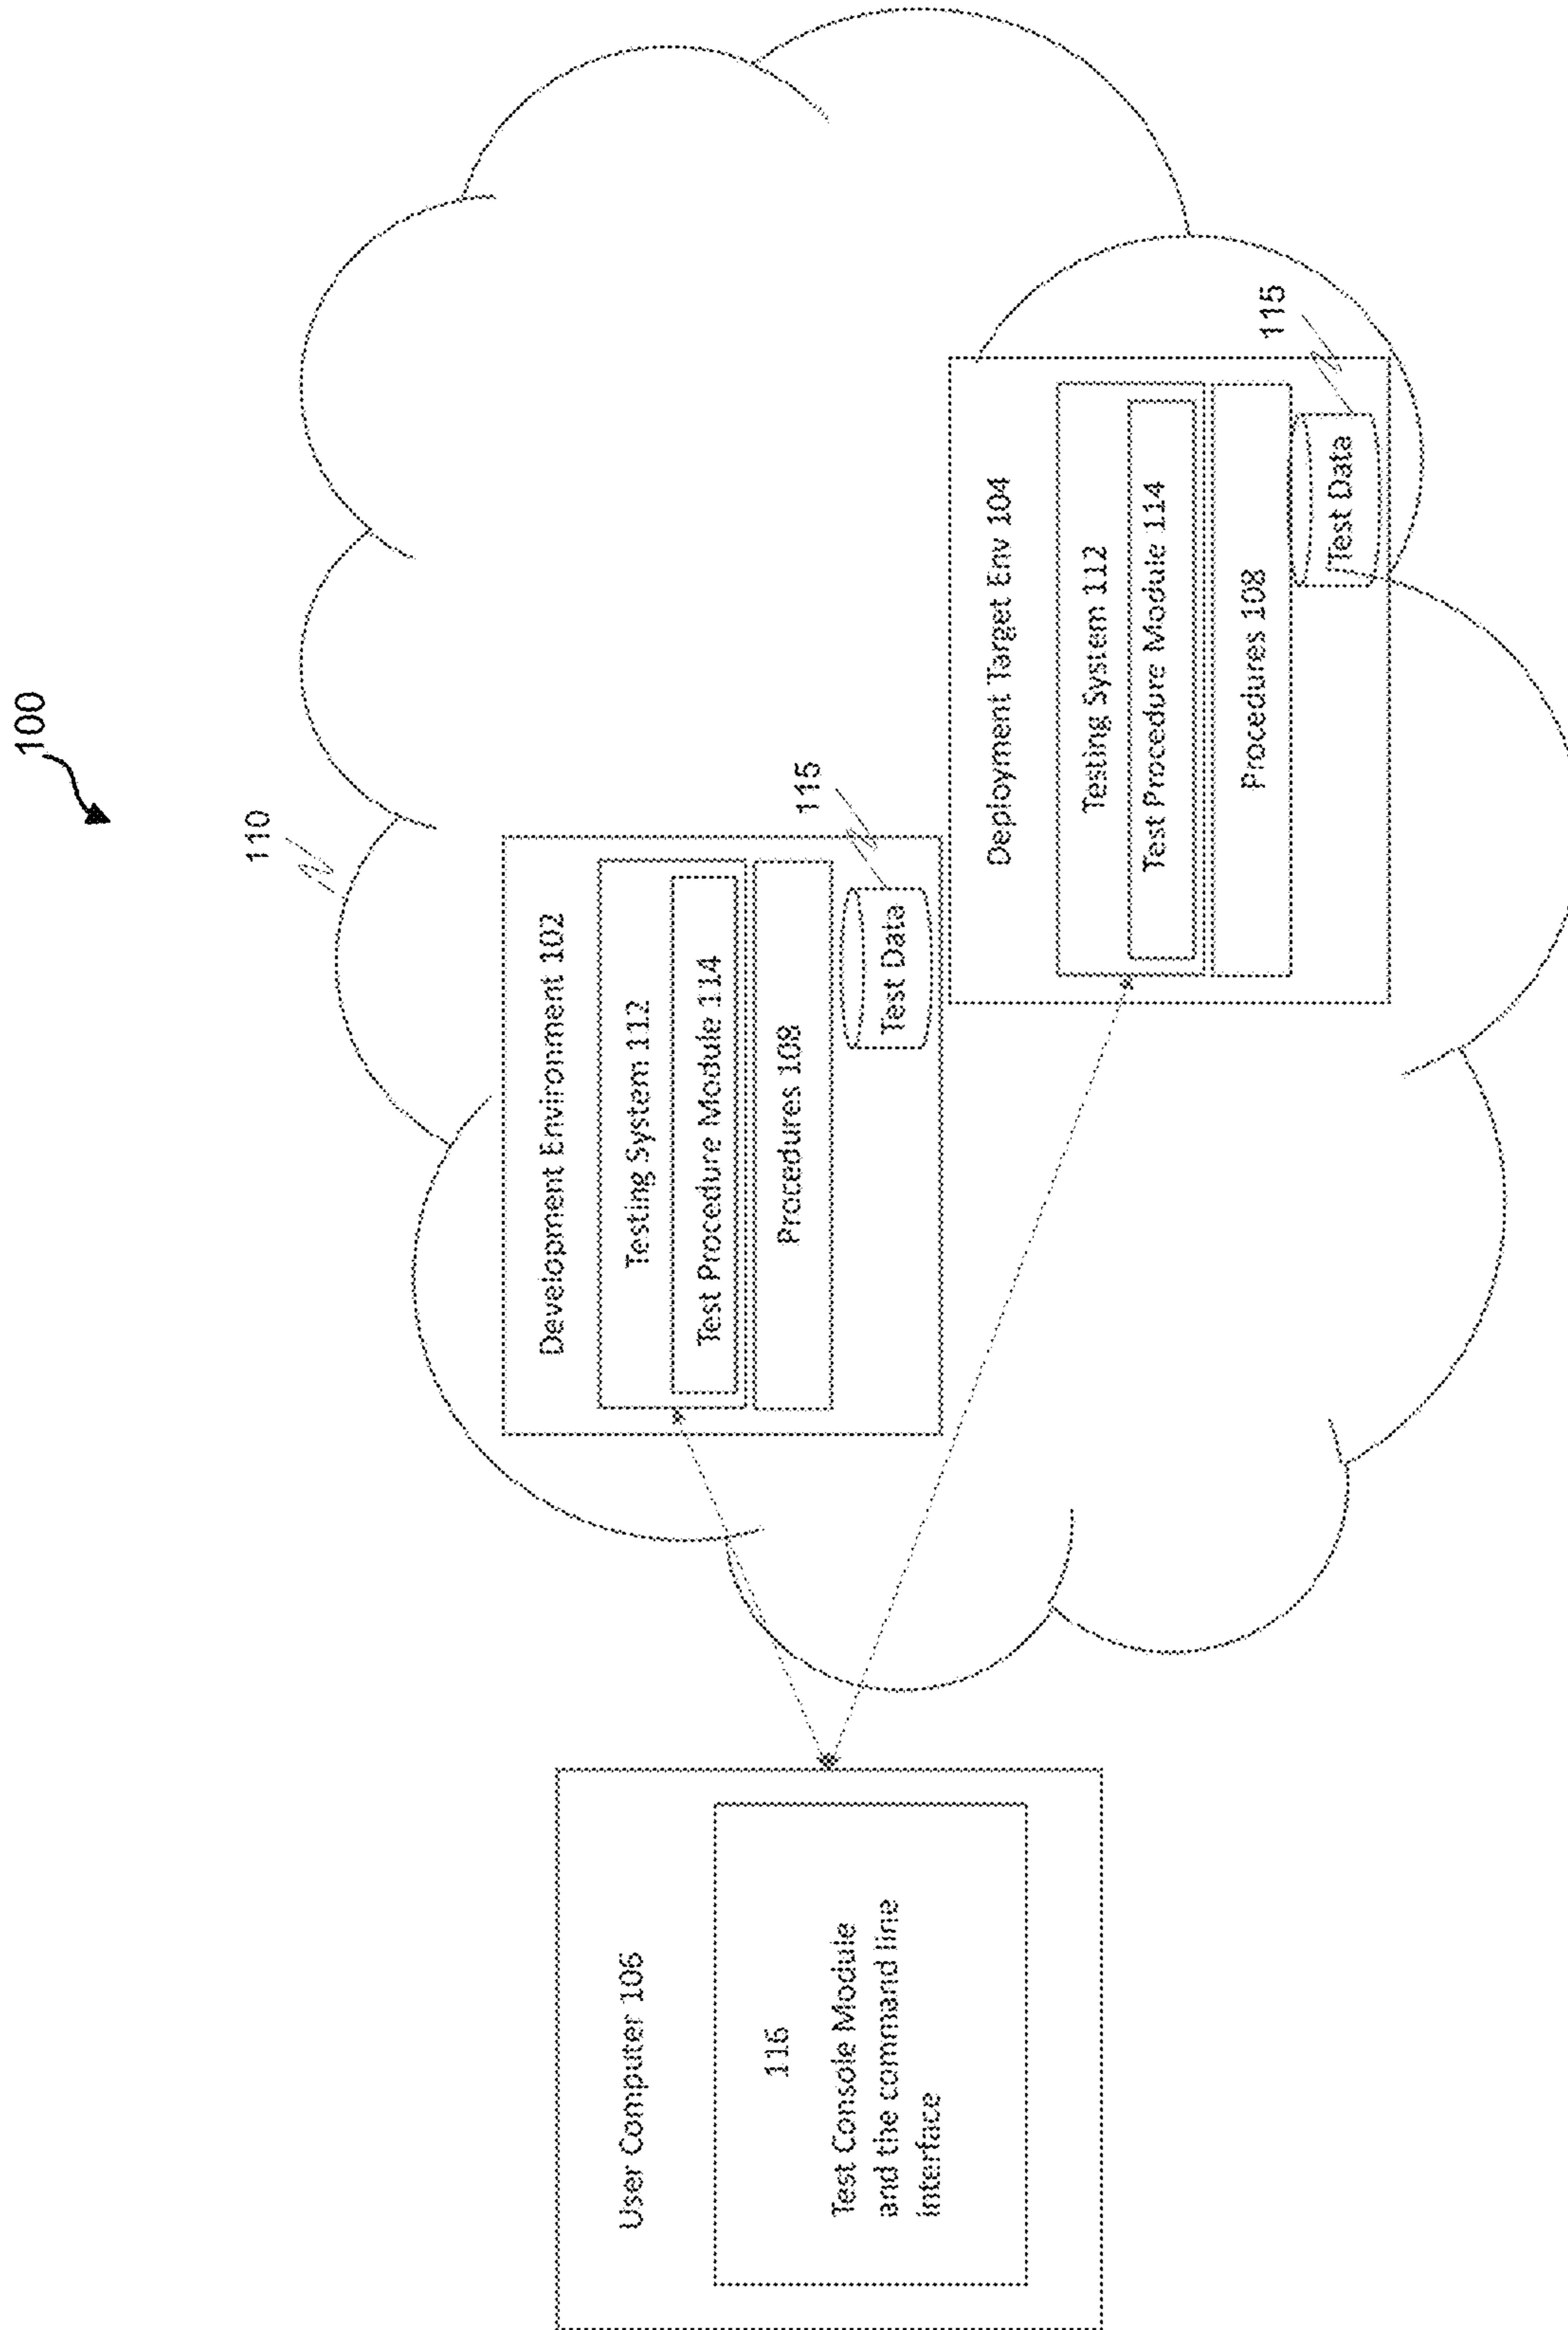 100
110
User Computer 106
116
Test Console Module
and the command line
interface
Development Environment 102
Testing System 112
Test Procedure Module 114
Procedures 108
Test Data
115
Deployment Target Env 104
Testing System 112
Test Procedure Module 114
Procedures 108
Test Data
115